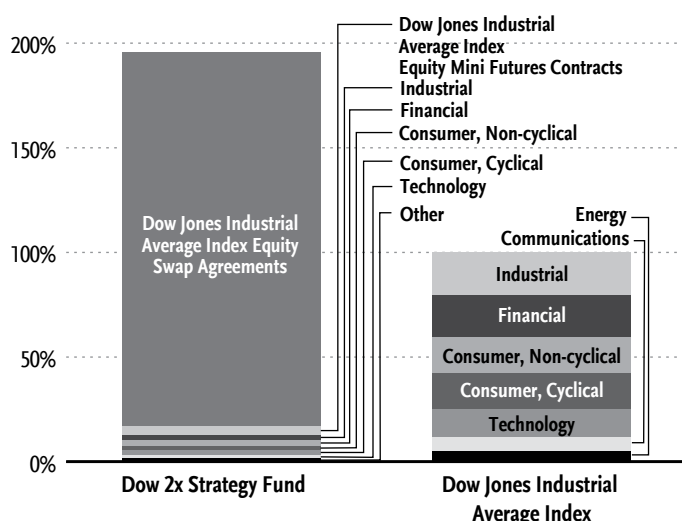 200%
150%
100%
50%
0%
Dow Jones Industrial
Average Index
Equity Mini Futures Contracts
Industrial
Financial
Consumer, Non-cyclical
Consumer, Cyclical
Technology
Other
Energy
Communications
Dow Jones Industrial
Average Index Equity
Swap Agreements
Industrial
Financial
Consumer, Non-cyclical
Consumer, Cyclical
Technology
Dow 2x Strategy Fund
Dow Jones Industrial
Average Index